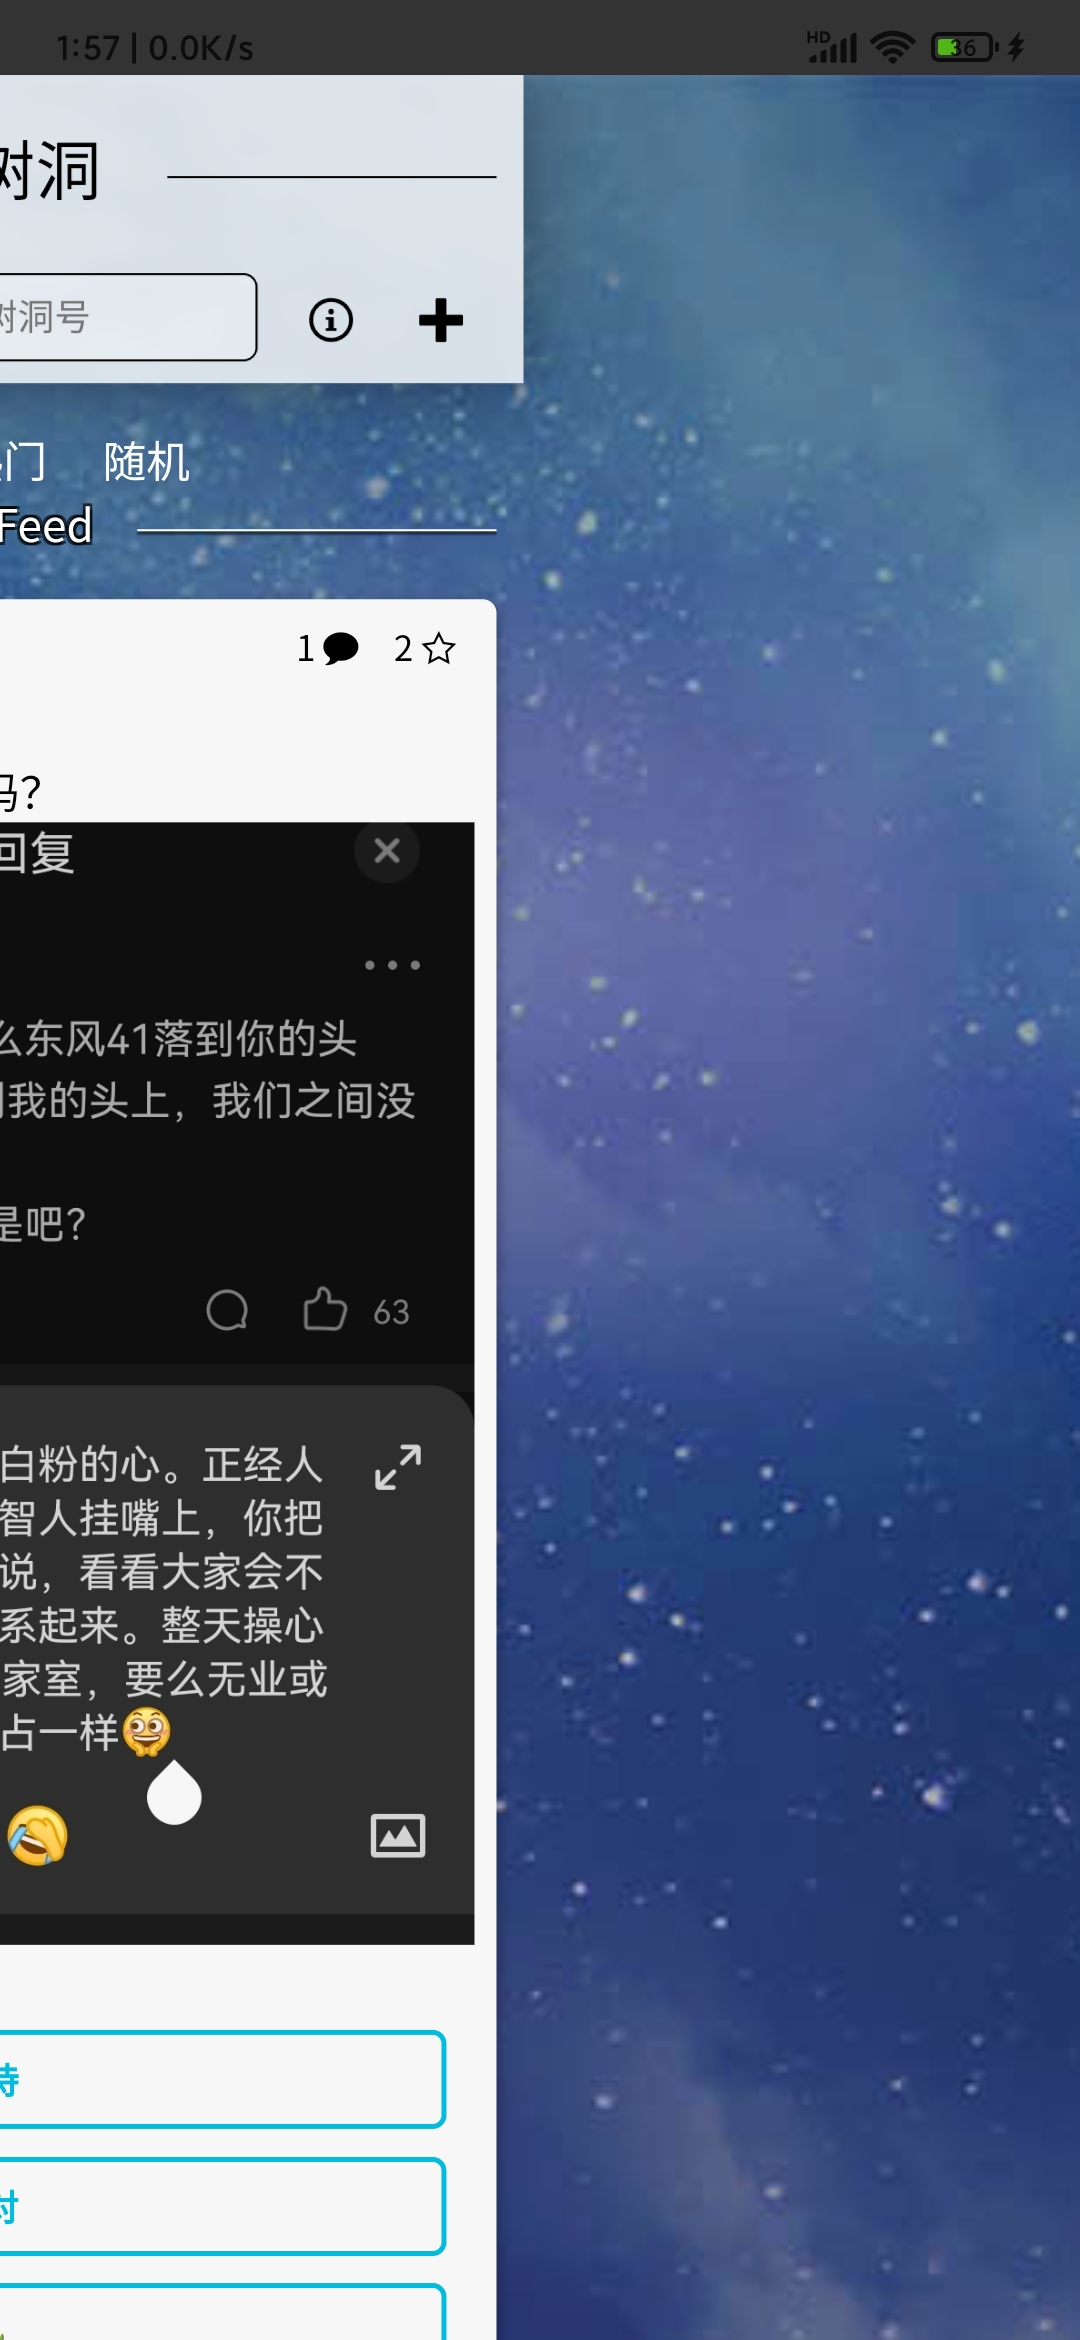 1:57 | 0.0K/s
HD
36
树洞
树洞号
热门 随机
Feed
1 2
吗？
回复
么东风41落到你的头
到我的头上，我们之间没
是吧？
63
白粉的心。正经人
智人挂嘴上，你把
说，看看大家会不
系起来。整天操心
家室，要么无业或
占一样
持
对